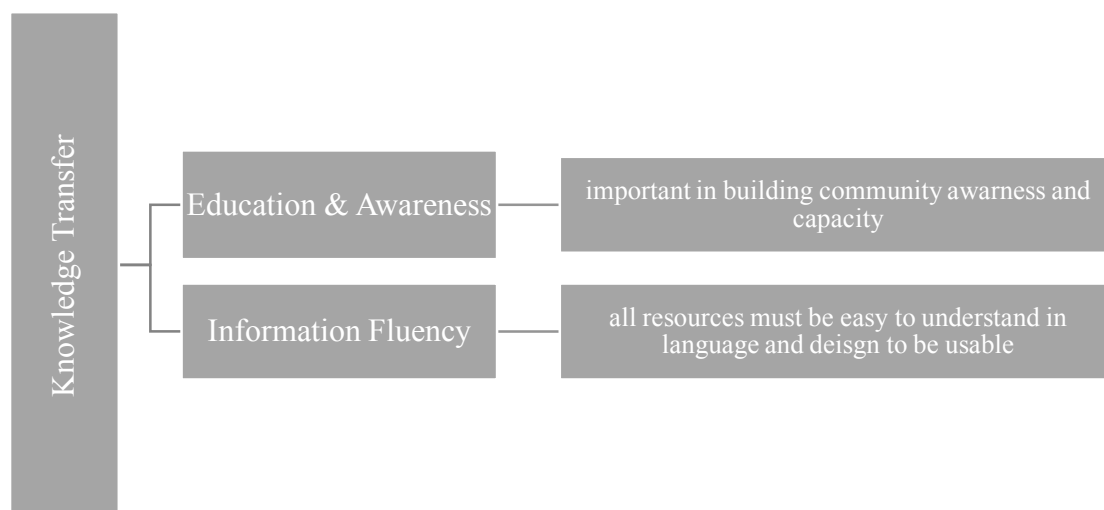 Knowledge Transfer
Education & Awareness
important in building community awarness and
capacity
Information Fluency
all resources must be easy to understand in
language and deisgn to be usable